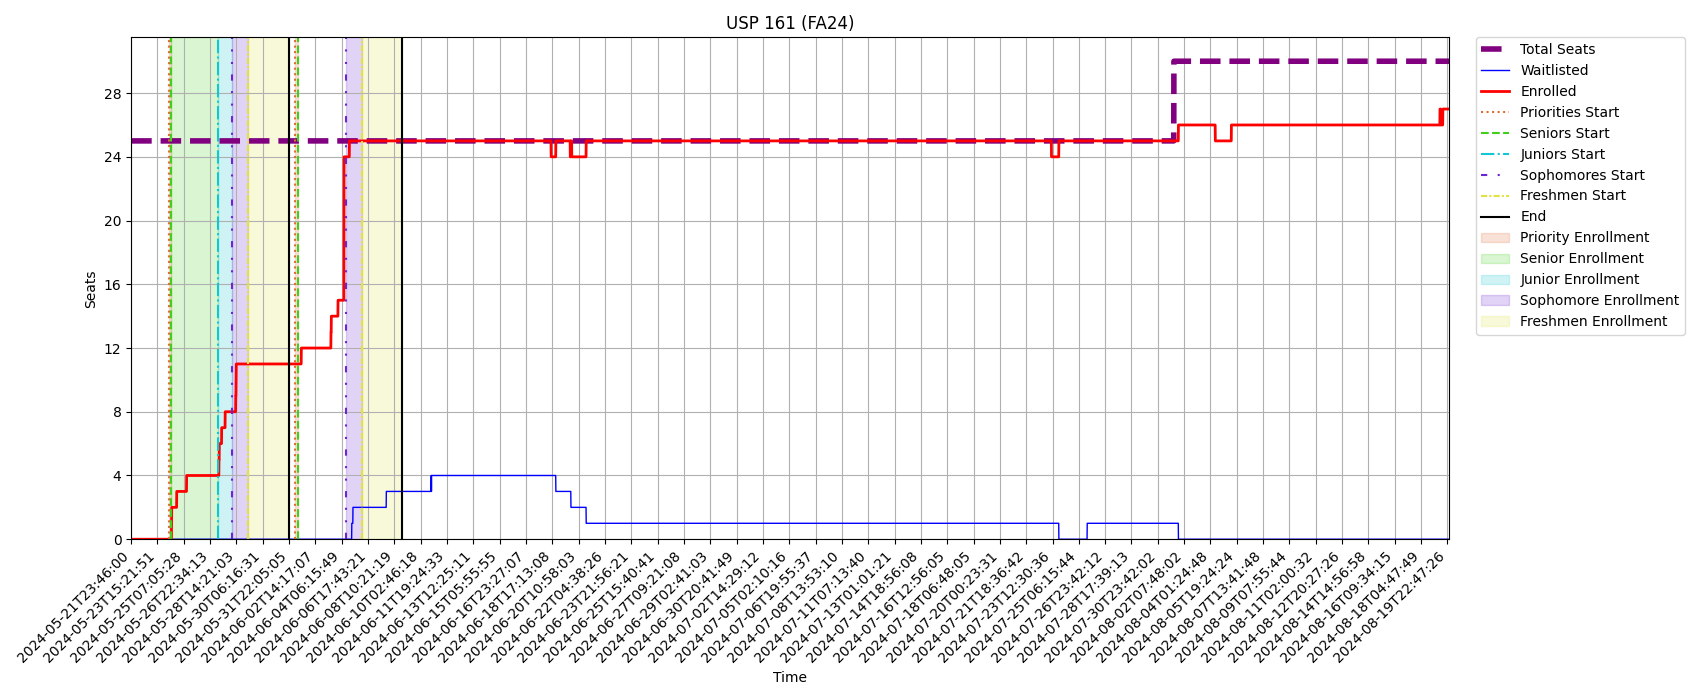 USP 161 (FA24)
Seats
28
24
20
16
12
8
4
0
2024-05-21T23:46:00
2024-05-23T15:21:51
2024-05-25T07:05:28
2024-05-26T22:34:13
2024-05-28T14:21:03
2024-05-30T06:16:31
2024-05-31T22:05:05
2024-06-02T14:17:07
2024-06-04T06:15:49
2024-06-06T17:43:21
2024-06-08T10:21:19
2024-06-10T02:46:18
2024-06-11T19:24:33
2024-06-13T12:25:11
2024-06-15T05:55:55
2024-06-16T23:27:07
2024-06-18T17:13:08
2024-06-20T10:58:03
2024-06-22T04:38:26
2024-06-23T21:56:21
2024-06-25T15:40:41
2024-06-27T09:21:08
2024-06-29T02:41:03
2024-06-30T20:41:49
2024-07-02T14:29:12
2024-07-05T02:10:16
2024-07-06T19:55:37
2024-07-08T13:53:10
2024-07-11T07:13:40
2024-07-13T01:01:21
2024-07-14T18:56:08
2024-07-16T12:56:05
2024-07-18T06:48:05
2024-07-20T00:23:31
2024-07-21T18:36:42
2024-07-23T12:30:36
2024-07-25T06:15:44
2024-07-26T23:42:12
2024-07-28T17:39:13
2024-07-30T23:42:02
2024-08-02T07:48:02
2024-08-04T01:24:48
2024-08-05T19:24:24
2024-08-07T13:41:48
2024-08-09T07:55:44
2024-08-11T02:00:32
2024-08-12T20:27:26
2024-08-14T14:56:58
2024-08-16T09:34:15
2024-08-18T04:47:49
2024-08-19T22:47:26
Time
Total Seats
Waitlisted
Enrolled
Priorities Start
Seniors Start
Juniors Start
Sophomores Start
Freshmen Start
End
Priority Enrollment
Senior Enrollment
Junior Enrollment
Sophomore Enrollment
Freshmen Enrollment